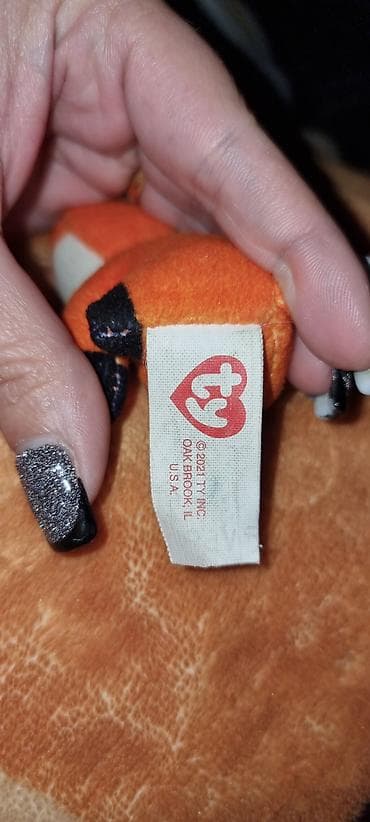 ty
© 2021 TY INC.
OAK BROOK, IL
U.S.A.